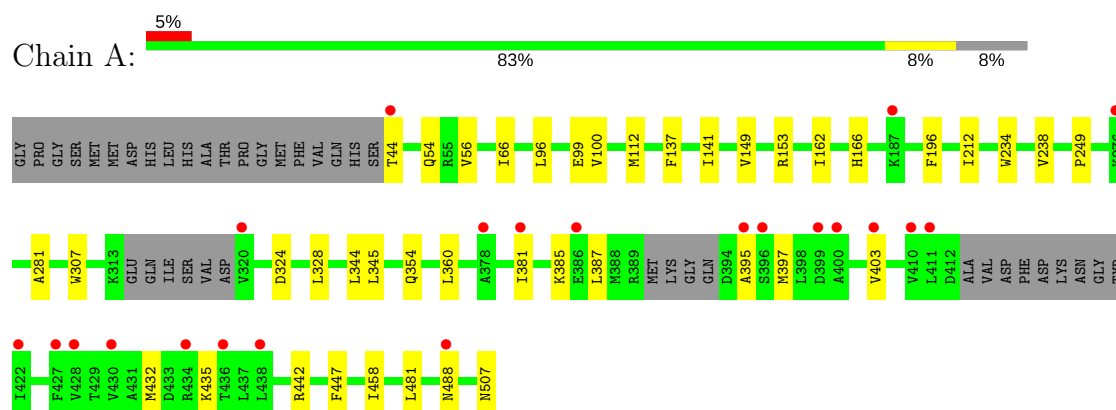 5%
Chain A:
83% 8% 8%
GLY PRO GLY SER MET MET ASP HIS LEU HIS ALA THR PRO GLY MET PHE VAL GLN HIS SER T44 Q54 R55 V56 I66 L96 E99 V100 M112 F137 I141 V149 R153 I162 H166 K187 F196 I212 W234 V238 P249
A281 W307 K313 GLU GLN ILE SER VAL ASP V320 D324 L328 L344 L345 Q354 L360 A378 I381 K385 E386 L387 M388 R389 MET LYS GLY GLN D394 A395 S396 M397 L398 D399 A400 V403 V410 L411 D412 ALA VAL ASP PHE ASP LYS ASN GLY
I422 F427 V428 T429 V430 A431 M432 D433 R434 K435 T436 L437 L438 R442 F447 I458 L481 N488 N507